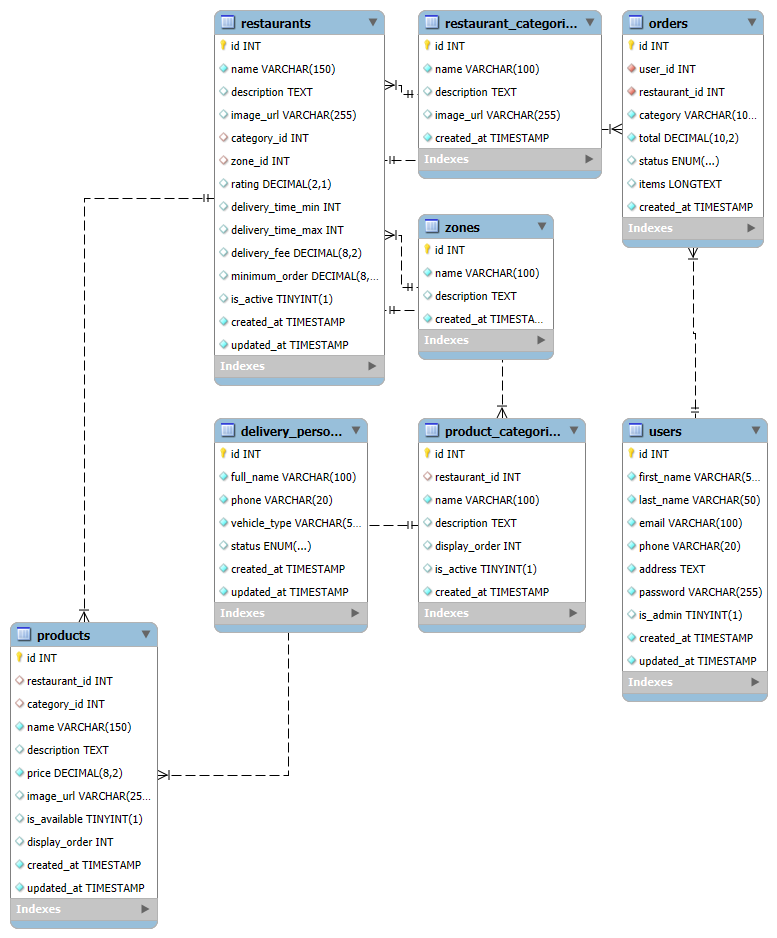 restaurants
id INT
name VARCHAR(150)
description TEXT
image_url VARCHAR(255)
category_id INT
zone_id INT
rating DECIMAL(2,1)
delivery_time_min INT
delivery_time_max INT
delivery_fee DECIMAL(8,2)
minimum_order DECIMAL(8,...
is_active TINYINT(1)
created_at TIMESTAMP
updated_at TIMESTAMP
Indexes
restaurant_categori...
id INT
name VARCHAR(100)
description TEXT
image_url VARCHAR(255)
created_at TIMESTAMP
Indexes
orders
id INT
user_id INT
restaurant_id INT
category VARCHAR(10...
total DECIMAL(10,2)
status ENUM(...)
items LONGTEXT
created_at TIMESTAMP
Indexes
zones
id INT
name VARCHAR(100)
description TEXT
created_at TIMESTA...
Indexes
delivery_perso...
id INT
full_name VARCHAR(100)
phone VARCHAR(20)
vehicle_type VARCHAR(5...
status ENUM(...)
created_at TIMESTAMP
updated_at TIMESTAMP
Indexes
product_categori...
id INT
restaurant_id INT
name VARCHAR(100)
description TEXT
display_order INT
is_active TINYINT(1)
created_at TIMESTAMP
Indexes
users
id INT
first_name VARCHAR(5...
last_name VARCHAR(50)
email VARCHAR(100)
phone VARCHAR(20)
address TEXT
password VARCHAR(255)
is_admin TINYINT(1)
created_at TIMESTAMP
updated_at TIMESTAMP
Indexes
products
id INT
restaurant_id INT
category_id INT
name VARCHAR(150)
description TEXT
price DECIMAL(8,2)
image_url VARCHAR(25...
is_available TINYINT(1)
display_order INT
created_at TIMESTAMP
updated_at TIMESTAMP
Indexes